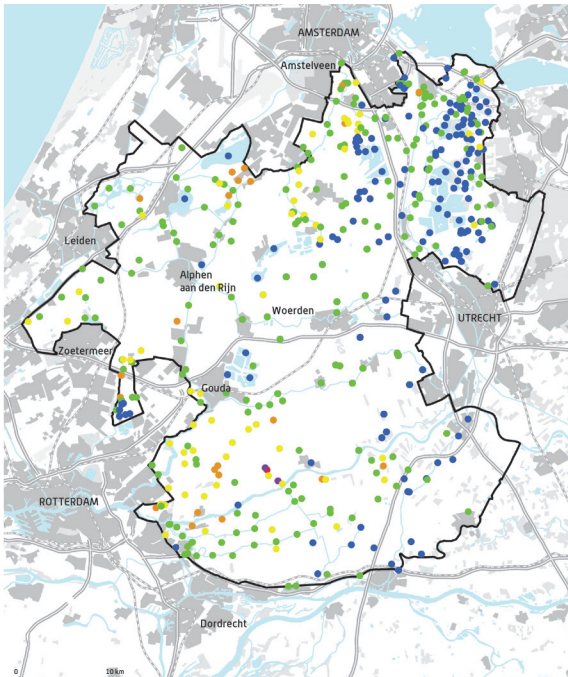 AMSTERDAM
Amstelveen
Leiden
Alphen
aan den Rijn
Woerden
UTRECHT
Zoetermeer
Gouda
ROTTERDAM
Dordrecht
0 10 km